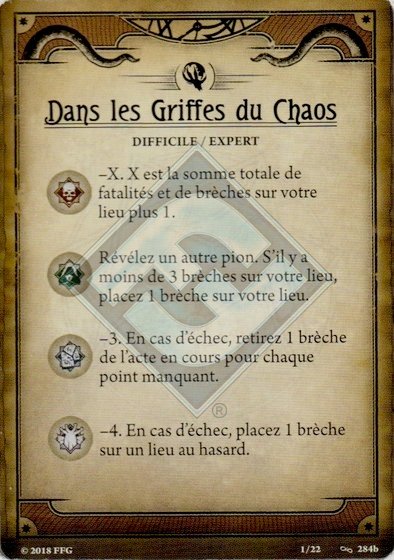 Dans les Griffes du Chaos
DIFFICILE / EXPERT
–X. X est la somme totale de
fatalités et de brèches sur votre
lieu plus 1.
Révélez un autre pion. S'il y a
moins de 3 brèches sur votre lieu,
placez 1 brèche sur votre lieu.
–3. En cas d'échec, retirez 1 brèche
de l'acte en cours pour chaque
point manquant.
–4. En cas d'échec, placez 1 brèche
sur un lieu au hasard.
®
© 2018 FFG 1/22 284b